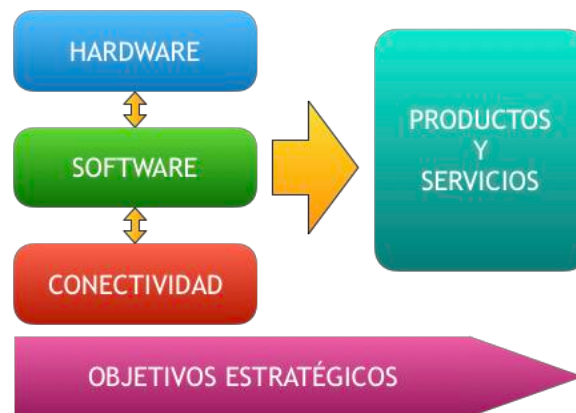 HARDWARE
SOFTWARE
CONECTIVIDAD
PRODUCTOS
Y
SERVICIOS
OBJETIVOS ESTRATÉGICOS